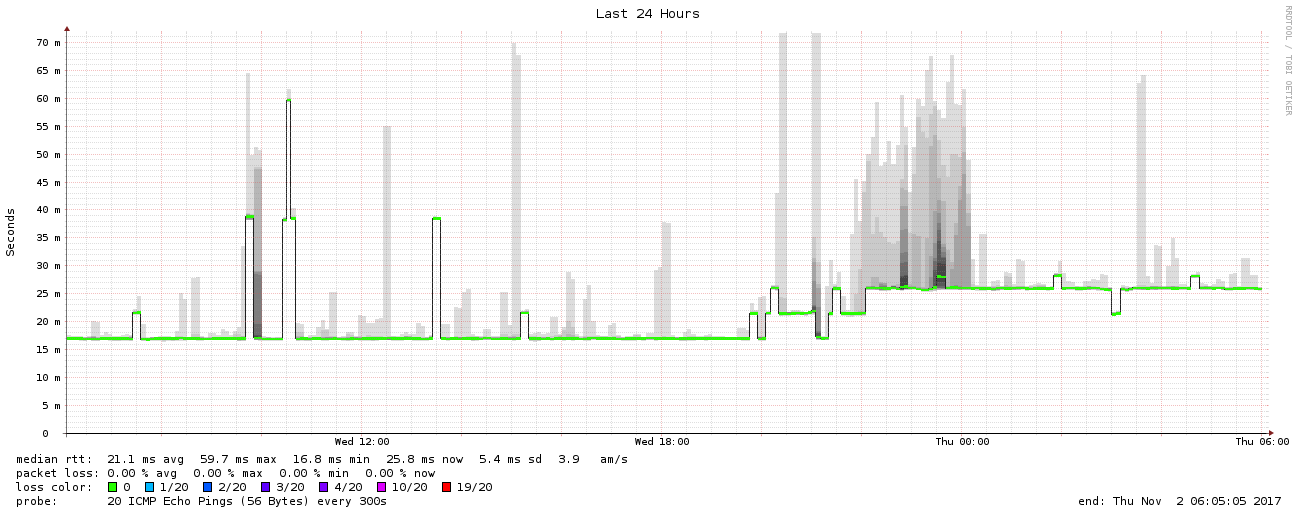 Last 24 Hours
RRDTOOL / TOBI OETIKER
Seconds
70 m
65 m
60 m
55 m
50 m
45 m
40 m
35 m
30 m
25 m
20 m
15 m
10 m
5 m
0
Wed 12:00 Wed 18:00 Thu 00:00 Thu 06:00
median rtt: 21.1 ms avg 59.7 ms max 16.8 ms min 25.8 ms now 5.4 ms sd 3.9 am/s
packet loss: 0.00 % avg 0.00 % max 0.00 % min 0.00 % now
loss color: 0 1/20 2/20 3/20 4/20 10/20 19/20
probe: 20 ICMP Echo Pings (56 Bytes) every 300s end: Thu Nov 2 06:05:05 2017